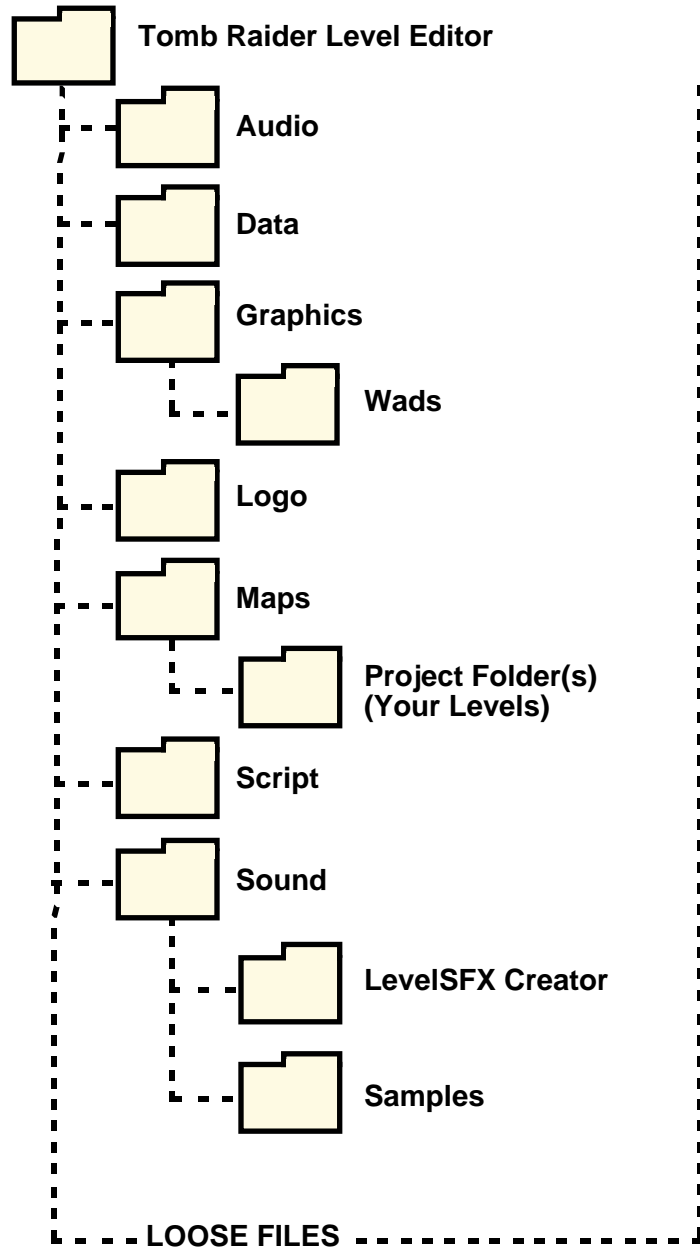 Tomb Raider Level Editor
Audio
Data
Graphics
Wads
Logo
Maps
Project Folder(s)
(Your Levels)
Script
Sound
LevelSFX Creator
Samples
LOOSE FILES